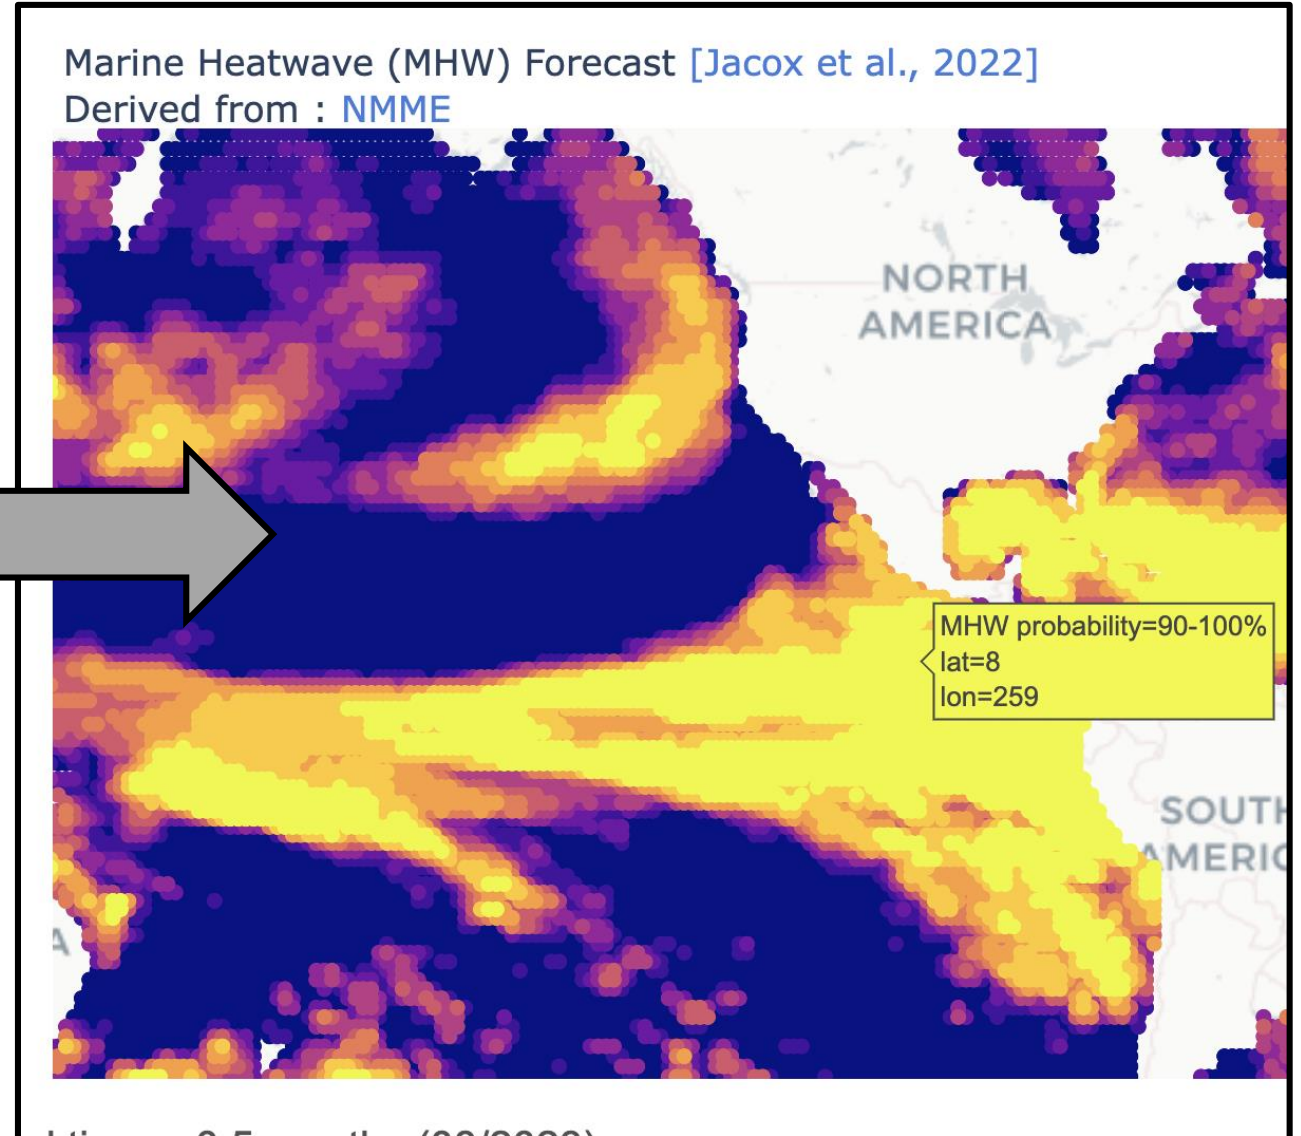 Marine Heatwave (MHW) Forecast [Jacox et al., 2022]
Derived from : NMME
NORTH
AMERICA
MHW probability=90-100%
lat=8
lon=259
SOUTH
AMERIC
A